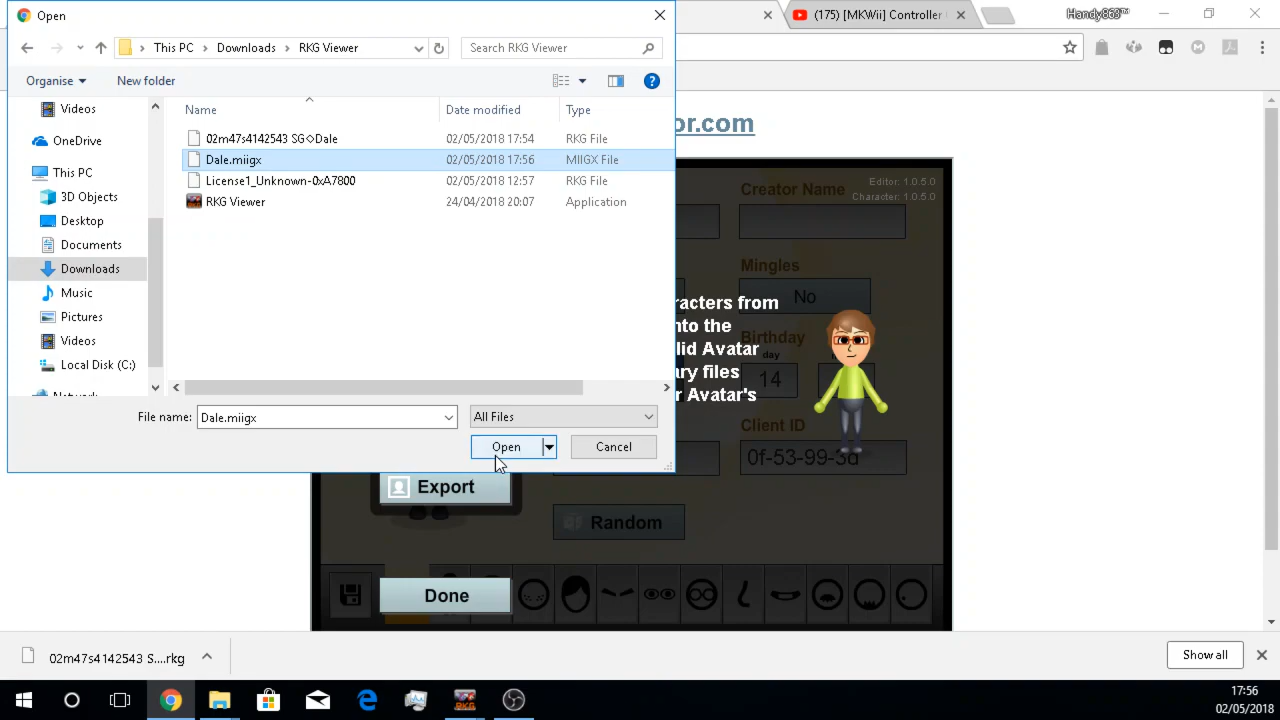 Open
(175) [MKWii] Controller
Handy863™
This PC
Downloads
RKG Viewer
Search RKG Viewer
Organise
New folder
?
Videos
OneDrive
This PC
3D Objects
Desktop
Documents
Downloads
Music
Pictures
Videos
Local Disk (C:)
Name
Date modified
Type
02m47s4142543 SG◇Dale
02/05/2018 17:54
RKG File
Dale.miigx
02/05/2018 17:56
MIIGX File
License1_Unknown-0xA7800
02/05/2018 12:57
RKG File
RKG Viewer
24/04/2018 20:07
Application
File name:
Dale.miigx
All Files
Open
Cancel
or.com
Creator Name
Editor: 1.0.5.0
Character: 1.0.5.0
Mingles
No
racters from
nto the
Birthday
lid Avatar
day
ary files
14
r Avatar's
Client ID
0f-53-99-3d
Export
Random
Done
02m47s4142543 S....rkg
Show all
17:56
02/05/2018